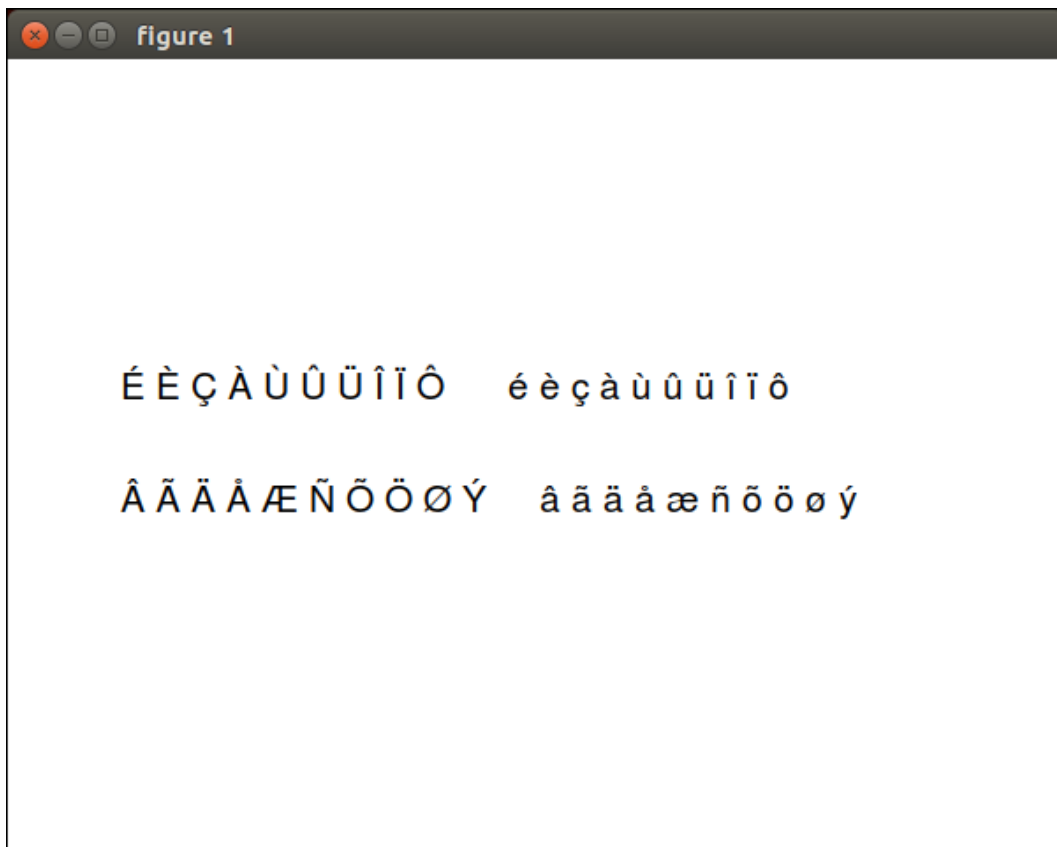 figure 1
É È Ç À Ù Û Ü Î Ï Ô é è ç à ù û ü î ï ô
Â Ã Ä Å Æ Ñ Õ Ö Ø Ý â ã ä å æ ñ õ ö ø ý